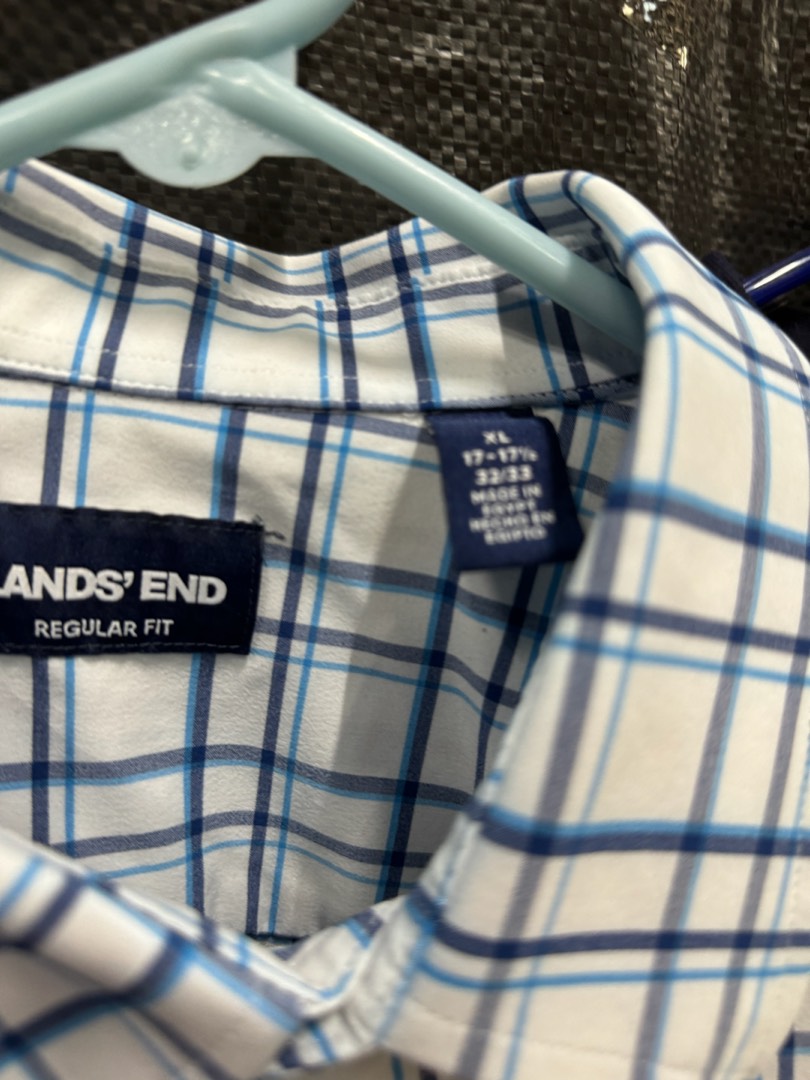 LANDS' END
REGULAR FIT
XL
17-17½
32/33
MADE IN
EGYPT
HECHO EN
EGIPTO